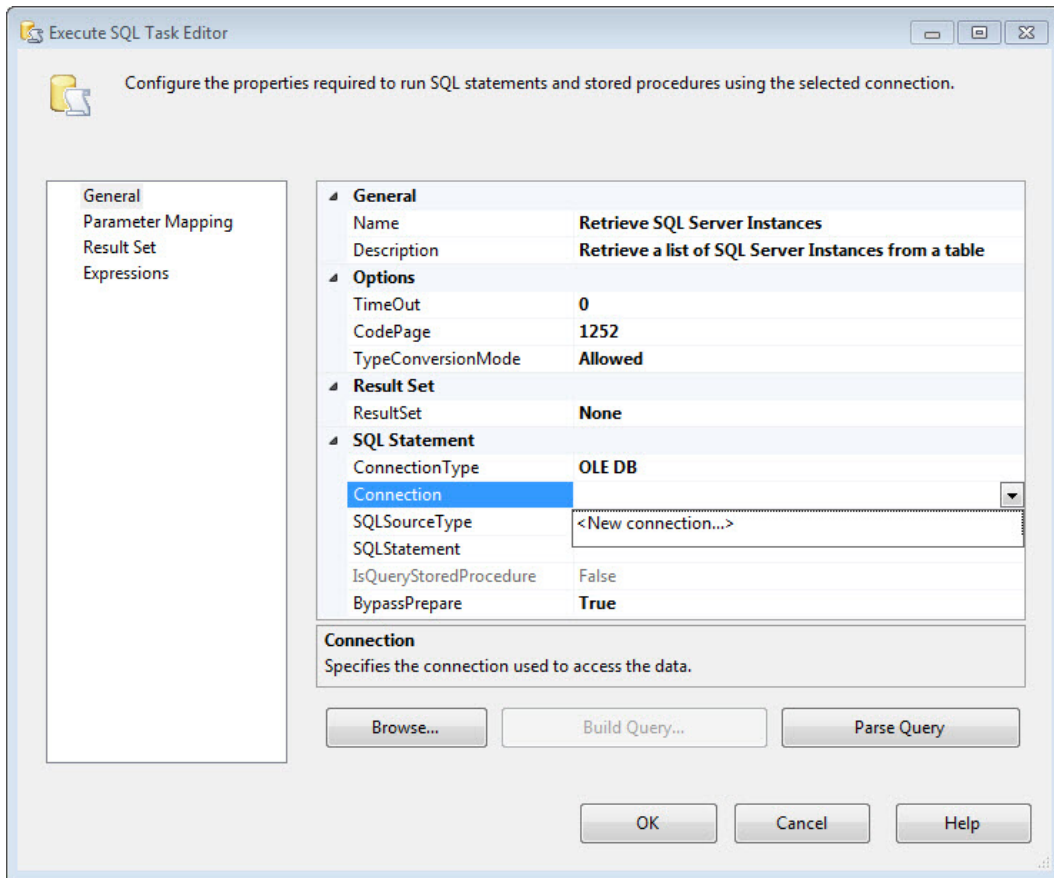 Execute SQL Task Editor
Configure the properties required to run SQL statements and stored procedures using the selected connection.
General
Parameter Mapping
Result Set
Expressions
General
Name Retrieve SQL Server Instances
Description Retrieve a list of SQL Server Instances from a table
Options
TimeOut 0
CodePage 1252
TypeConversionMode Allowed
Result Set
ResultSet None
SQL Statement
ConnectionType OLE DB
Connection
SQLSourceType <New connection...>
SQLStatement
IsQueryStoredProcedure False
BypassPrepare True
Connection
Specifies the connection used to access the data.
Browse... Build Query... Parse Query
OK Cancel Help